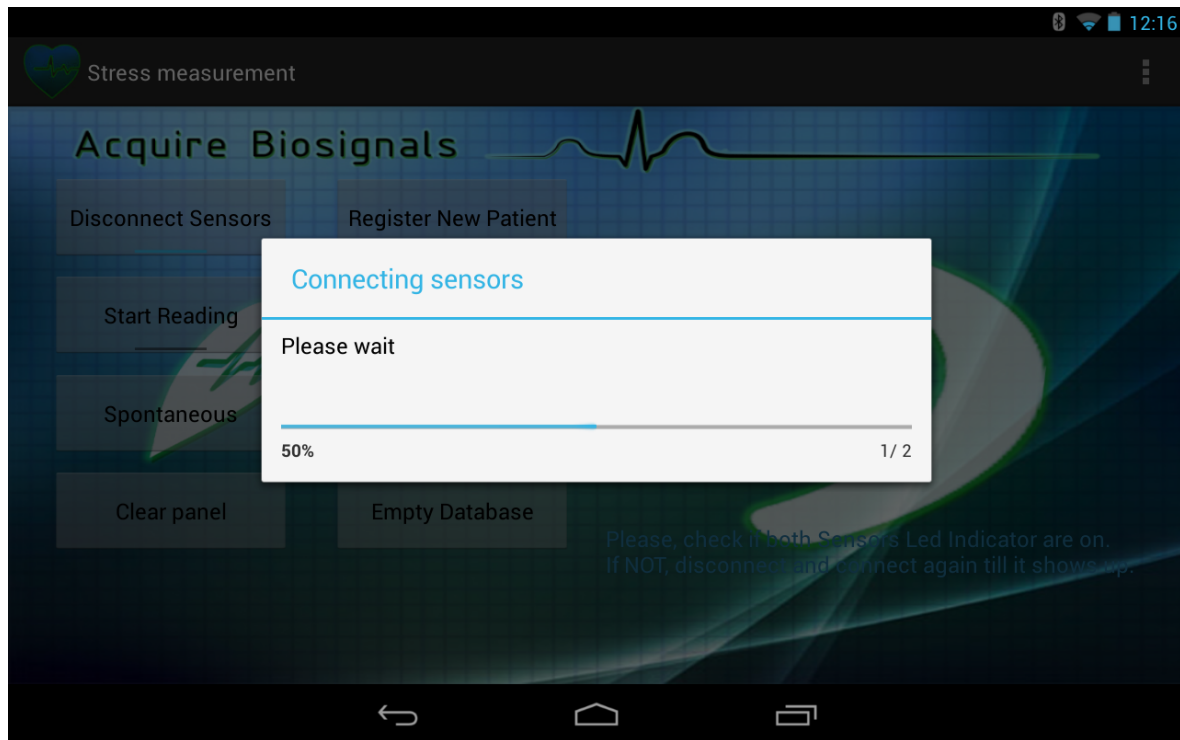 12:16
Stress measurement
Acquire Biosignals
Disconnect Sensors
Register New Patient
Connecting sensors
Start Reading
Please wait
Spontaneous
50%
1/ 2
Clear panel
Empty Database
Please, check if both Sensors Led Indicator are on.
If NOT, disconnect and connect again till it shows up.